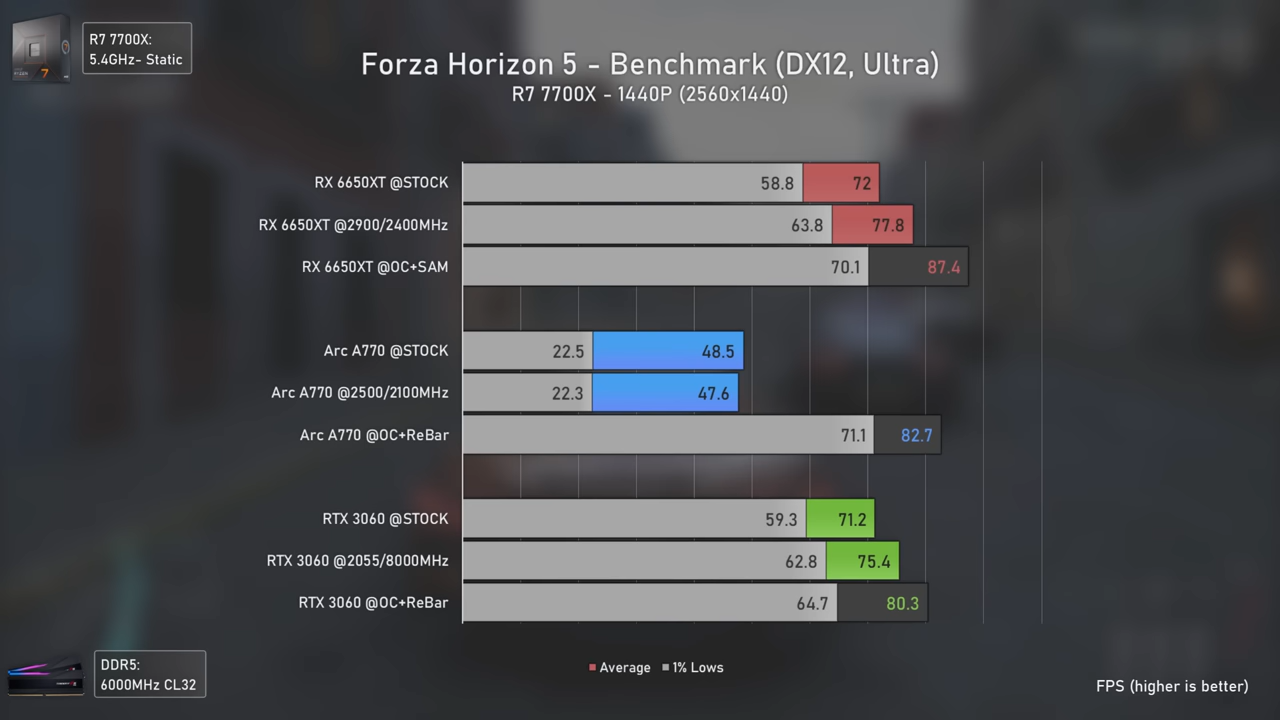 R7 7700X:
5.4GHz- Static
Forza Horizon 5 - Benchmark (DX12, Ultra)
R7 7700X - 1440P (2560x1440)
RX 6650XT @STOCK 58.8 72
RX 6650XT @2900/2400MHz 63.8 77.8
RX 6650XT @OC+SAM 70.1 87.4
Arc A770 @STOCK 22.5 48.5
Arc A770 @2500/2100MHz 22.3 47.6
Arc A770 @OC+ReBar 71.1 82.7
RTX 3060 @STOCK 59.3 71.2
RTX 3060 @2055/8000MHz 62.8 75.4
RTX 3060 @OC+ReBar 64.7 80.3
Average 1% Lows
DDR5:
6000MHz CL32
FPS (higher is better)